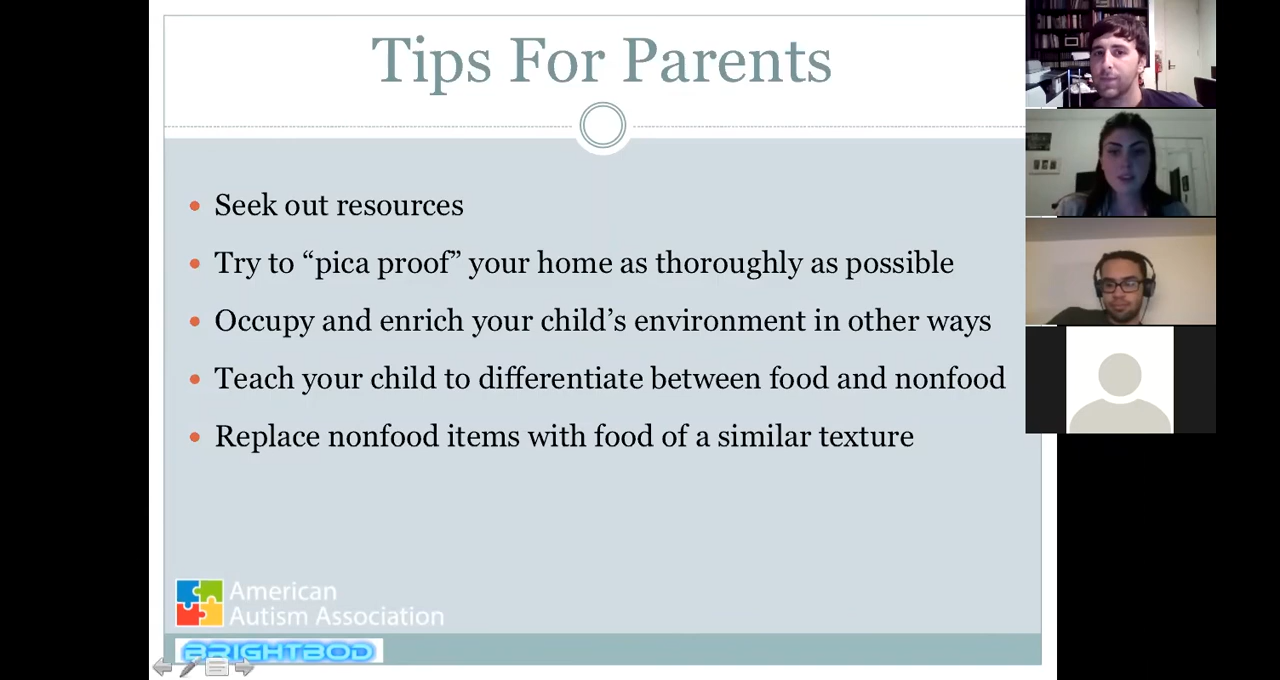 Tips For Parents
Seek out resources
Try to “pica proof” your home as thoroughly as possible
Occupy and enrich your child’s environment in other ways
Teach your child to differentiate between food and nonfood
Replace nonfood items with food of a similar texture
American
Autism Association
BRIGHTBOD